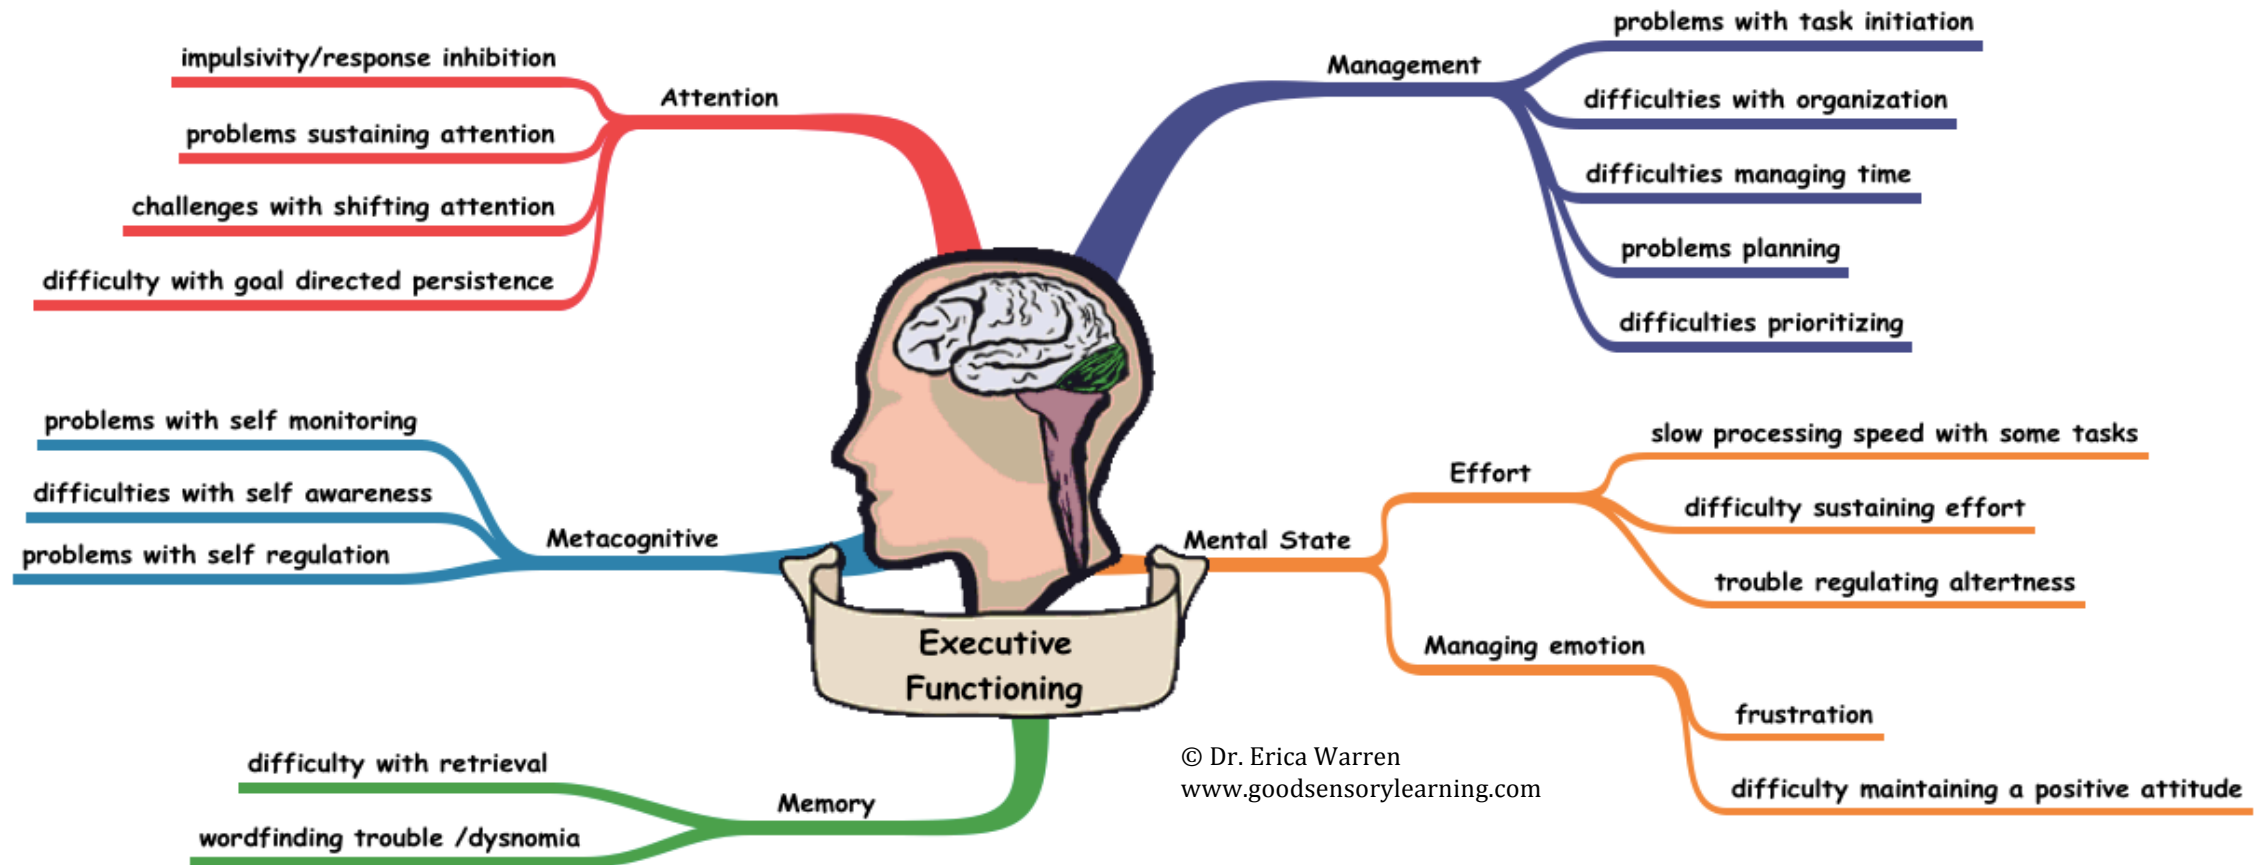 Attention
impulsivity/response inhibition
problems sustaining attention
challenges with shifting attention
difficulty with goal directed persistence
Management
problems with task initiation
difficulties with organization
difficulties managing time
problems planning
difficulties prioritizing
Metacognitive
problems with self monitoring
difficulties with self awareness
problems with self regulation
Mental State
Effort
slow processing speed with some tasks
difficulty sustaining effort
trouble regulating altertness
Managing emotion
frustration
difficulty maintaining a positive attitude
Executive
Functioning
Memory
difficulty with retrieval
wordfinding trouble /dysnomia
© Dr. Erica Warren
www.goodsensorylearning.com